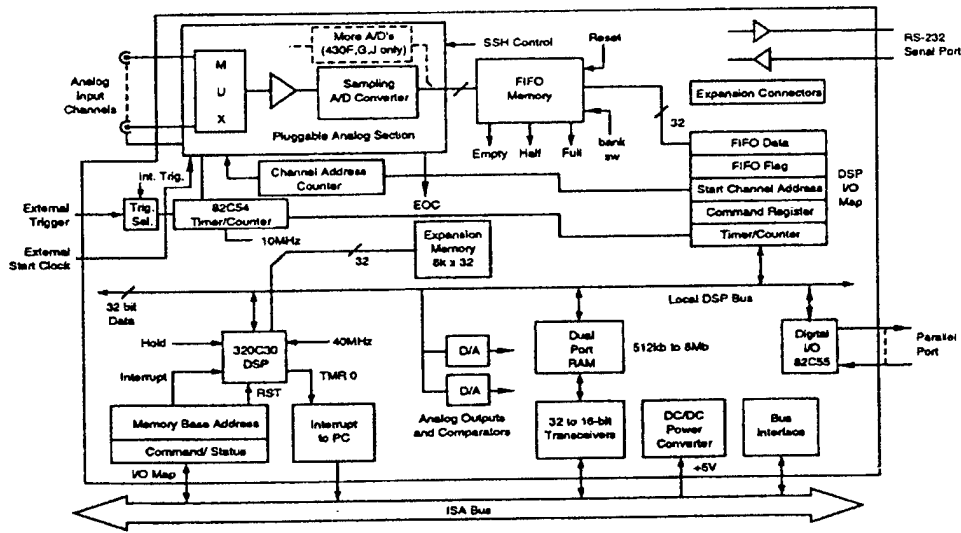 More A/D's
(430F,G,J only)
SSH Control
Reset
RS-232
Serial Port
Analog
Input
Channels
M
U
X
Sampling
A/D Converter
FIFO
Memory
Expansion Connectors
Pluggable Analog Section
32
Empty
Half
Full
bank
sw
FIFO Data
FIFO Flag
Start Channel Address
Command Register
Timer/Counter
DSP
I/O
Map
Int. Trig.
Channel Address
Counter
EOC
External
Trigger
Trig.
Sel.
82C54
Timer/Counter
External
Start Clock
10MHz
32
Expansion
Memory
8k x 32
32 bit
Data
Local DSP Bus
Hold
320C30
DSP
40MHz
Interrupt
RST
TMR 0
D/A
D/A
Analog Outputs
and Comparators
Dual
Port
RAM
512kb to 8Mb
Digital
I/O
82C55
Parallel
Port
Memory Base Address
Command/ Status
I/O Map
Interrupt
to PC
32 to 16-bit
Transceivers
DC/DC
Power
Converter
+5V
Bus
Interface
ISA Bus